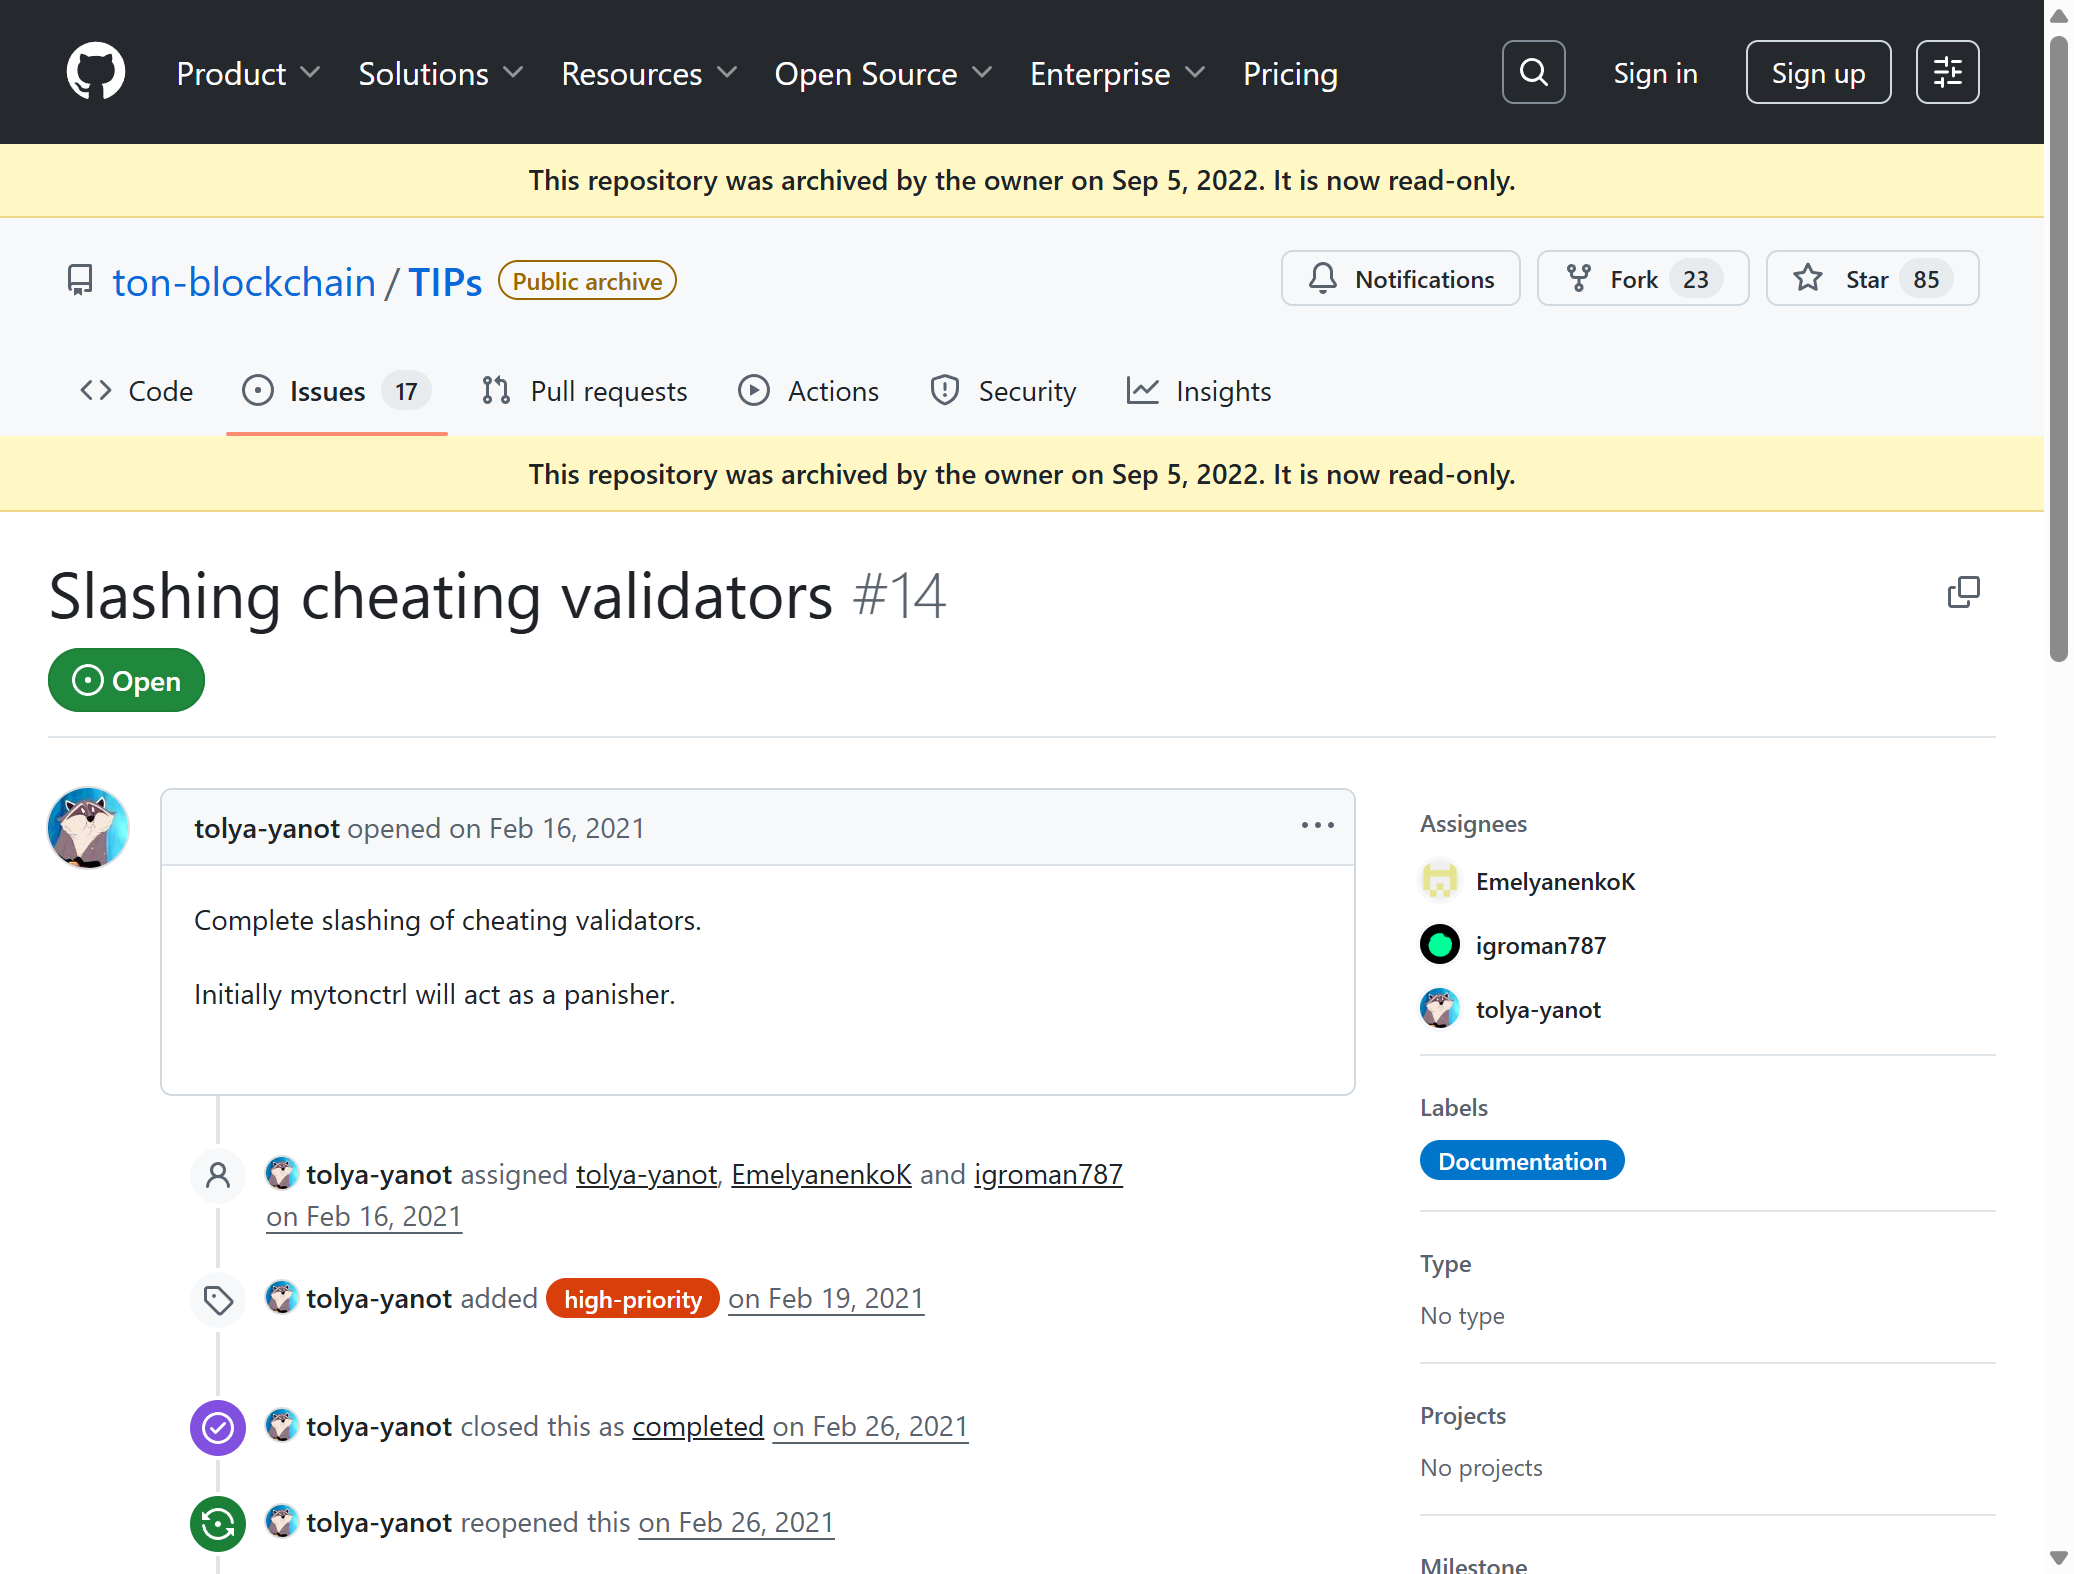 Product Solutions Resources Open Source Enterprise Pricing Sign in Sign up
This repository was archived by the owner on Sep 5, 2022. It is now read-only.
ton-blockchain / TIPs Public archive Notifications Fork 23 Star 85
Code Issues 17 Pull requests Actions Security Insights
This repository was archived by the owner on Sep 5, 2022. It is now read-only.
Slashing cheating validators #14
Open
tolya-yanot opened on Feb 16, 2021
Complete slashing of cheating validators.
Initially mytonctrl will act as a panisher.
tolya-yanot assigned tolya-yanot, EmelyanenkoK and igroman787
on Feb 16, 2021
tolya-yanot added high-priority on Feb 19, 2021
tolya-yanot closed this as completed on Feb 26, 2021
tolya-yanot reopened this on Feb 26, 2021
Assignees
EmelyanenkoK
igroman787
tolya-yanot
Labels
Documentation
Type
No type
Projects
No projects
Milestone